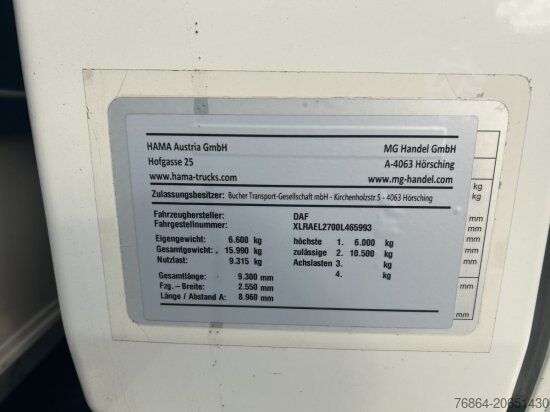 HAMA Austria GmbH MG Handel GmbH
Hofgasse 25 A-4063 Hörsching
www.hama-trucks.com www.mg-handel.com
Zulassungsbesitzer: Bucher Transport-Gesellschaft mbH - Kirchenholzstr.5 - 4063 Hörsching
Fahrzeughersteller: DAF
Fahrgestellnummer: XLRAEL2700L465993
Eigengewicht: 6.600 kg höchste 1. 6.000 kg
Gesamtgewicht: 15.990 kg zulässige 2. 10.500 kg
Nutzlast: 9.315 kg Achslasten 3. kg
4. kg
Gesamtlänge: 9.300 mm
Fzg. – Breite: 2.550 mm
Länge / Abstand A: 8.960 mm
kg
kg
mm
mm
mm
mm
mm
mm
76864-20651430